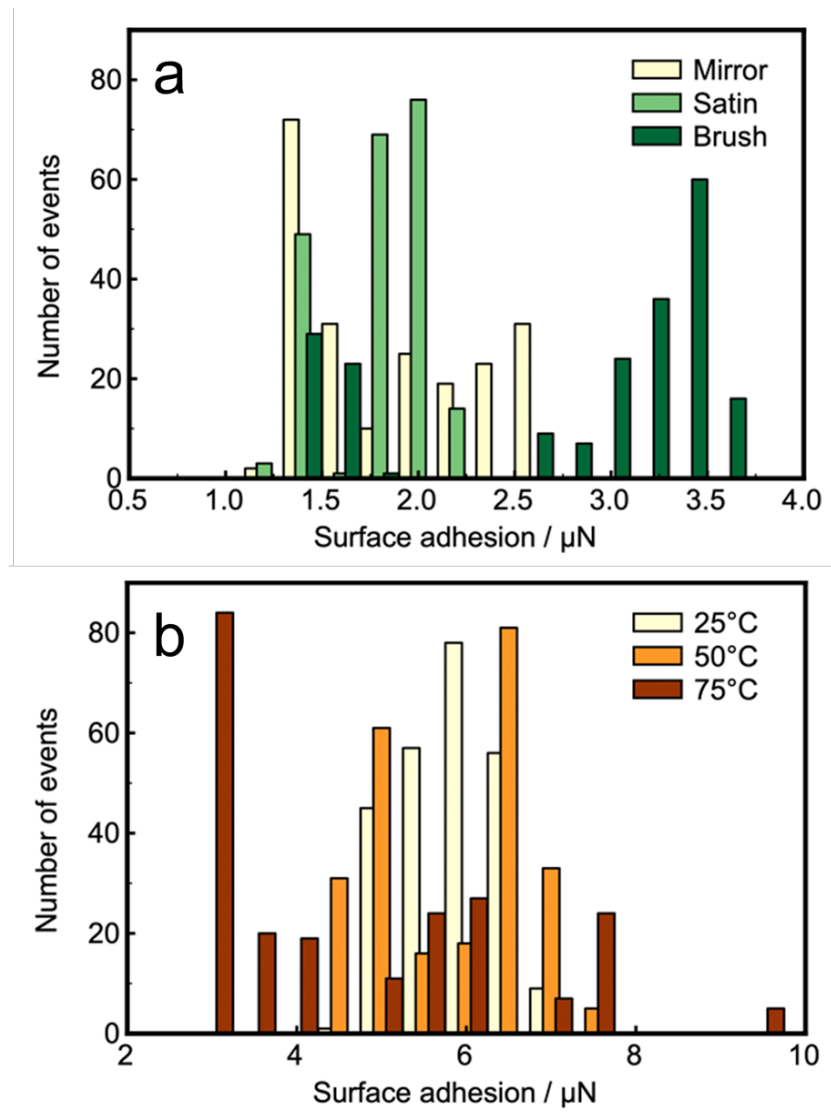 a
Mirror
Satin
Brush
Number of events
80
60
40
20
0
0.5 1.0 1.5 2.0 2.5 3.0 3.5 4.0
Surface adhesion / µN
b
25°C
50°C
75°C
Number of events
80
60
40
20
0
2 4 6 8 10
Surface adhesion / µN